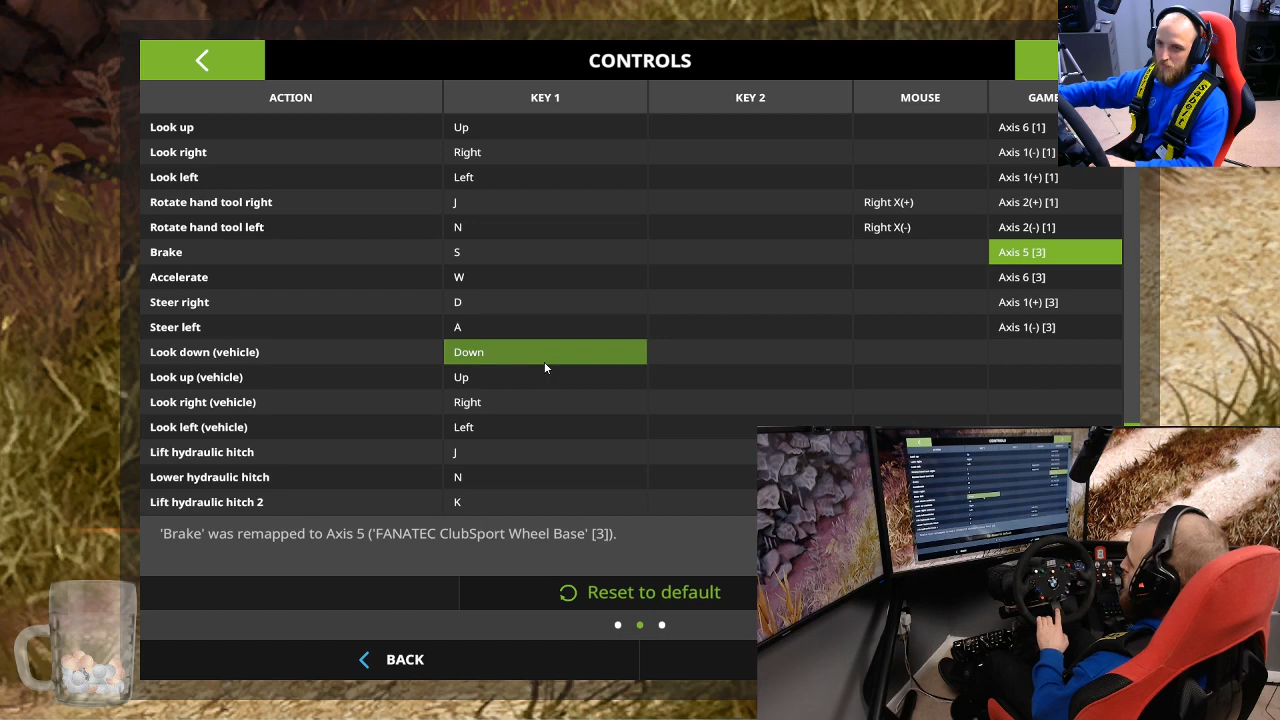 CONTROLS
ACTION KEY 1 KEY 2 MOUSE GAME
Look up Up Axis 6 [1]
Look right Right Axis 1(-) [1]
Look left Left Axis 1(+) [1]
Rotate hand tool right J Right X(+) Axis 2(+) [1]
Rotate hand tool left N Right X(-) Axis 2(-) [1]
Brake S Axis 5 [3]
Accelerate W Axis 6 [3]
Steer right D Axis 1(+) [3]
Steer left A Axis 1(-) [3]
Look down (vehicle) Down
Look up (vehicle) Up
Look right (vehicle) Right
Look left (vehicle) Left
Lift hydraulic hitch J
Lower hydraulic hitch N
Lift hydraulic hitch 2 K
'Brake' was remapped to Axis 5 ('FANATEC ClubSport Wheel Base' [3]).
Reset to default
BACK